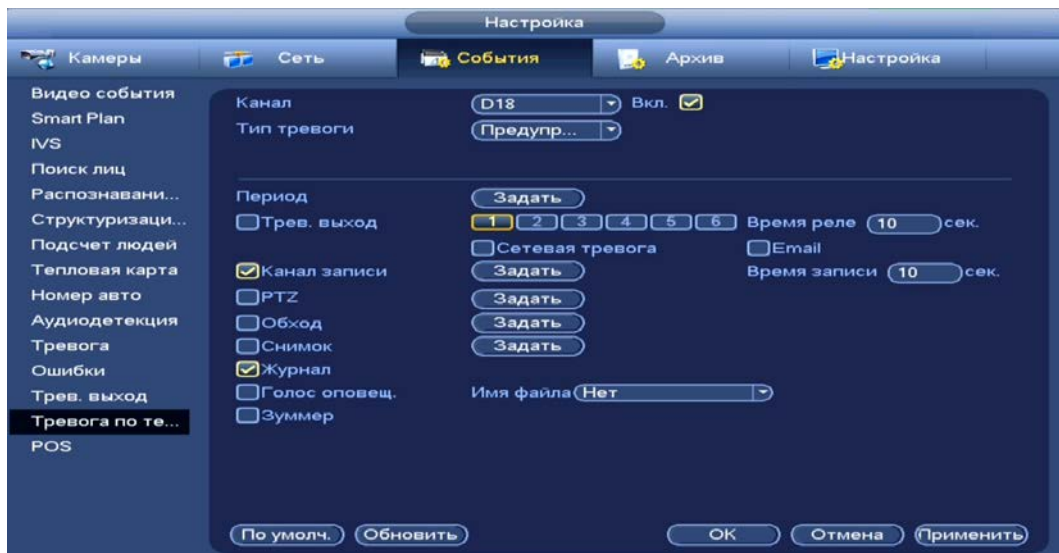 Настройка
Камеры Сеть События Архив Настройка
Видео события
Smart Plan
IVS
Поиск лиц
Распознавани...
Структуризаци...
Подсчет людей
Тепловая карта
Номер авто
Аудиодетекция
Тревога
Ошибки
Трев. выход
Тревога по те...
POS
Канал D18 Вкл.
Тип тревоги Предупр...
Период Задать
Трев. выход 1 2 3 4 5 6 Время реле 10 сек.
Сетевая тревога Email
Канал записи Задать Время записи 10 сек.
PTZ Задать
Обход Задать
Снимок Задать
Журнал
Голос оповещ. Имя файла Нет
Зуммер
По умолч. Обновить OK Отмена Применить